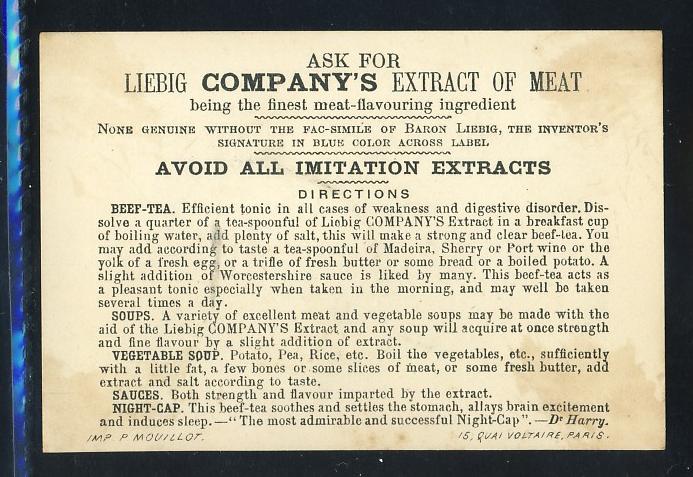 ASK FOR
LIEBIG COMPANY'S EXTRACT OF MEAT
being the finest meat-flavouring ingredient
NONE GENUINE WITHOUT THE FAC-SIMILE OF BARON LIEBIG, THE INVENTOR'S
SIGNATURE IN BLUE COLOR ACROSS LABEL
AVOID ALL IMITATION EXTRACTS
DIRECTIONS
BEEF-TEA. Efficient tonic in all cases of weakness and digestive disorder. Dis-
solve a quarter of a tea-spoonful of Liebig COMPANY'S Extract in a breakfast cup
of boiling water, add plenty of salt, this will make a strong and clear beef-tea. You
may add according to taste a tea-spoonful of Madeira, Sherry or Port wine or the
yolk of a fresh egg, or a trifle of fresh butter or some bread or a boiled potato. A
slight addition of Worcestershire sauce is liked by many. This beef-tea acts as
a pleasant tonic especially when taken in the morning, and may well be taken
several times a day.
SOUPS. A variety of excellent meat and vegetable soups may be made with the
aid of the Liebig COMPANY'S Extract and any soup will acquire at once strength
and fine flavour by a slight addition of extract.
VEGETABLE SOUP. Potato, Pea, Rice, etc. Boil the vegetables, etc., sufficiently
with a little fat, a few bones or some slices of meat, or some fresh butter, add
extract and salt according to taste.
SAUCES. Both strength and flavour imparted by the extract.
NIGHT-CAP. This beef-tea soothes and settles the stomach, allays brain excitement
and induces sleep.—"The most admirable and successful Night-Cap".—Dr Harry.
IMP. P MOUILLOT. 15, QUAI VOLTAIRE, PARIS.